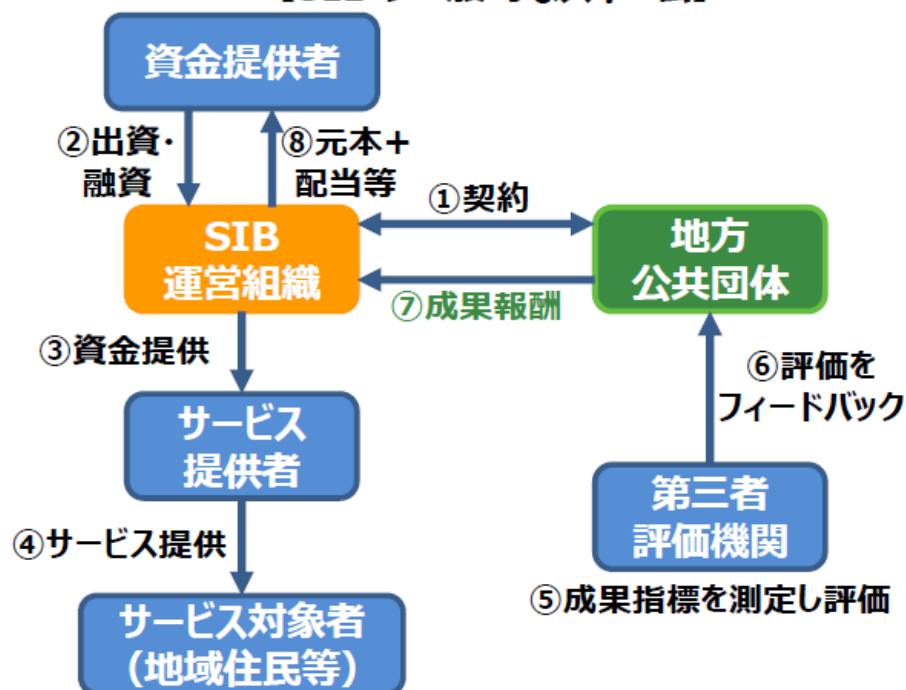 資金提供者
②出資・
融資
⑧元本＋
配当等
①契約
SIB
運営組織
地方
公共団体
⑦成果報酬
③資金提供
⑥評価を
フィードバック
サービス
提供者
第三者
評価機関
④サービス提供
⑤成果指標を測定し評価
サービス対象者
（地域住民等）